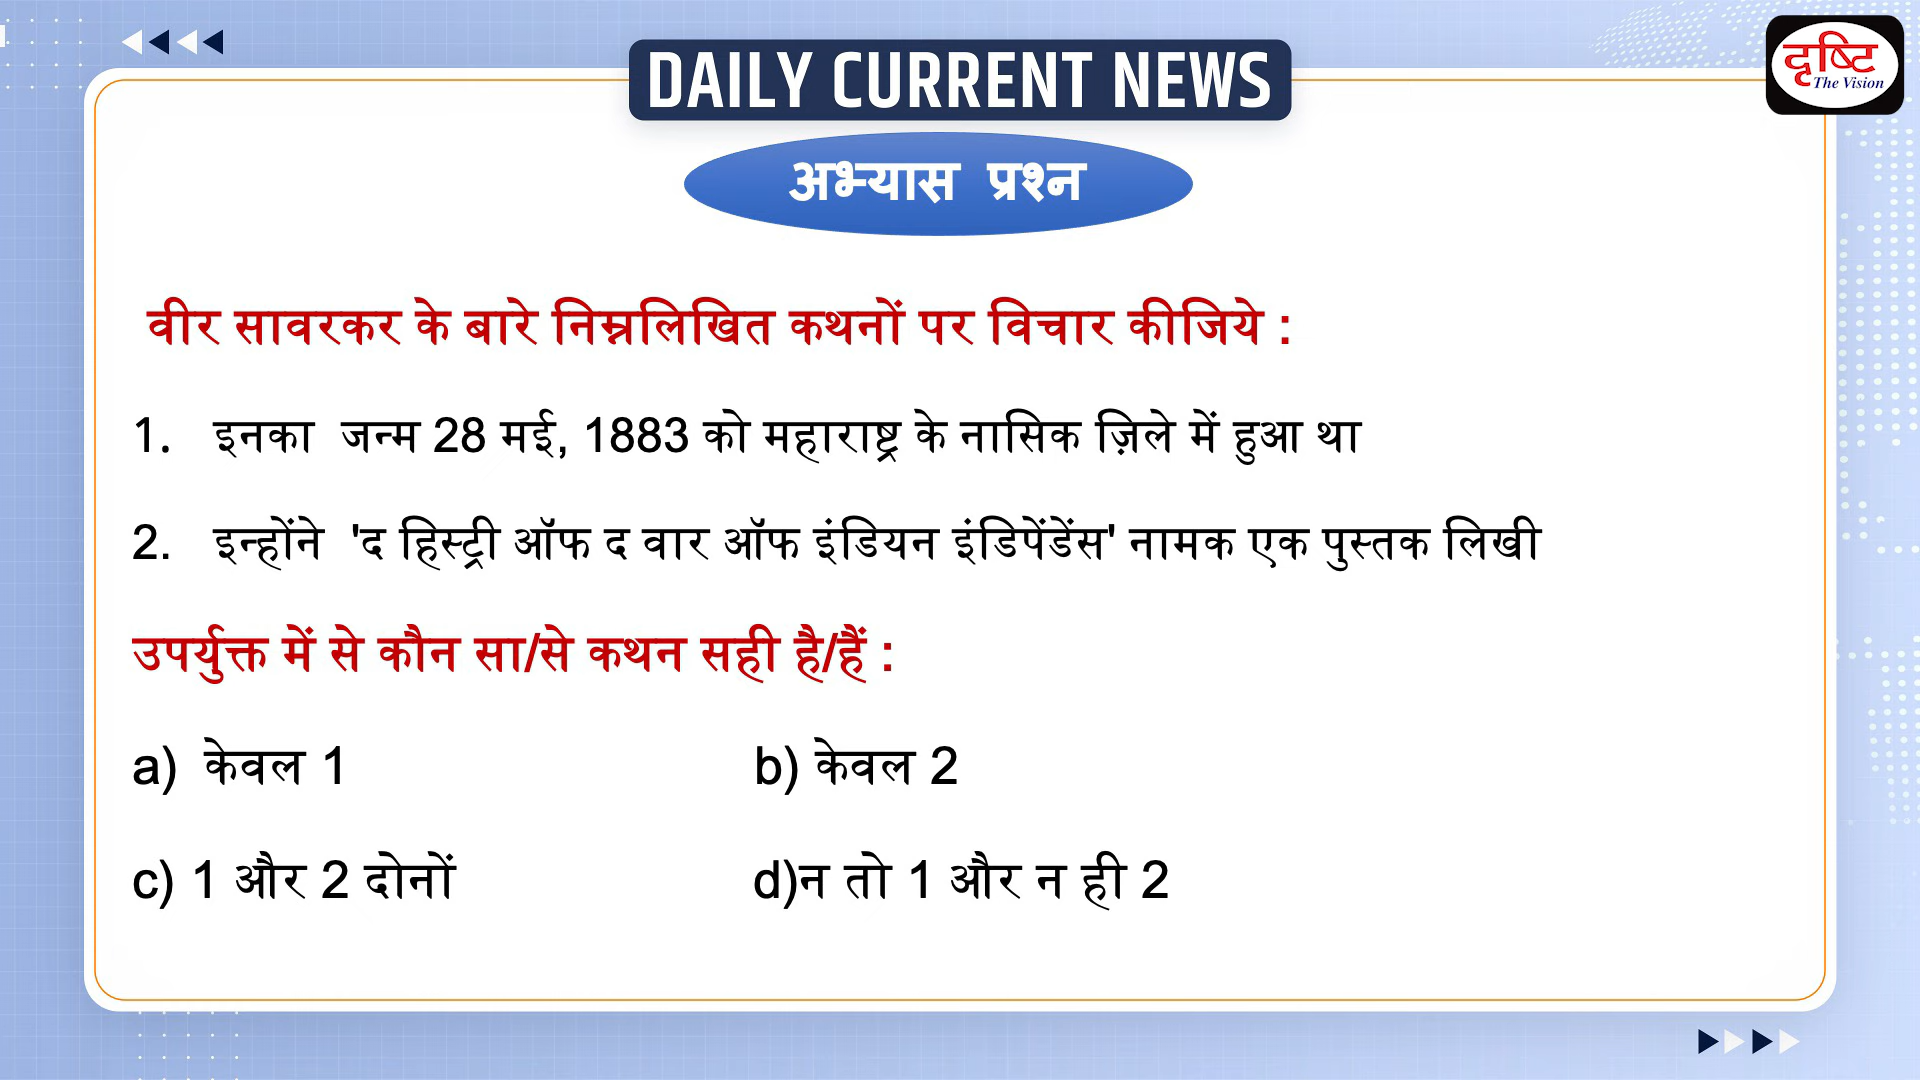 DAILY CURRENT NEWS
दृष्टि
The Vision
अभ्यास प्रश्न
वीर सावरकर के बारे निम्नलिखित कथनों पर विचार कीजिये :
1. इनका जन्म 28 मई, 1883 को महाराष्ट्र के नासिक ज़िले में हुआ था
2. इन्होंने 'द हिस्ट्री ऑफ द वार ऑफ इंडियन इंडिपेंडेंस' नामक एक पुस्तक लिखी
उपर्युक्त में से कौन सा/से कथन सही है/हैं :
a) केवल 1 b) केवल 2
c) 1 और 2 दोनों d)न तो 1 और न ही 2